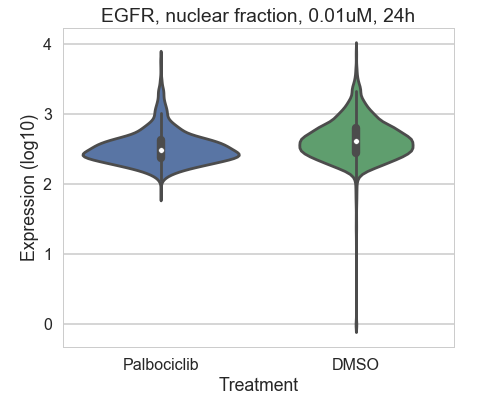 EGFR, nuclear fraction, 0.01uM, 24h
Expression (log10)
4
3
2
1
0
Palbociclib DMSO
Treatment